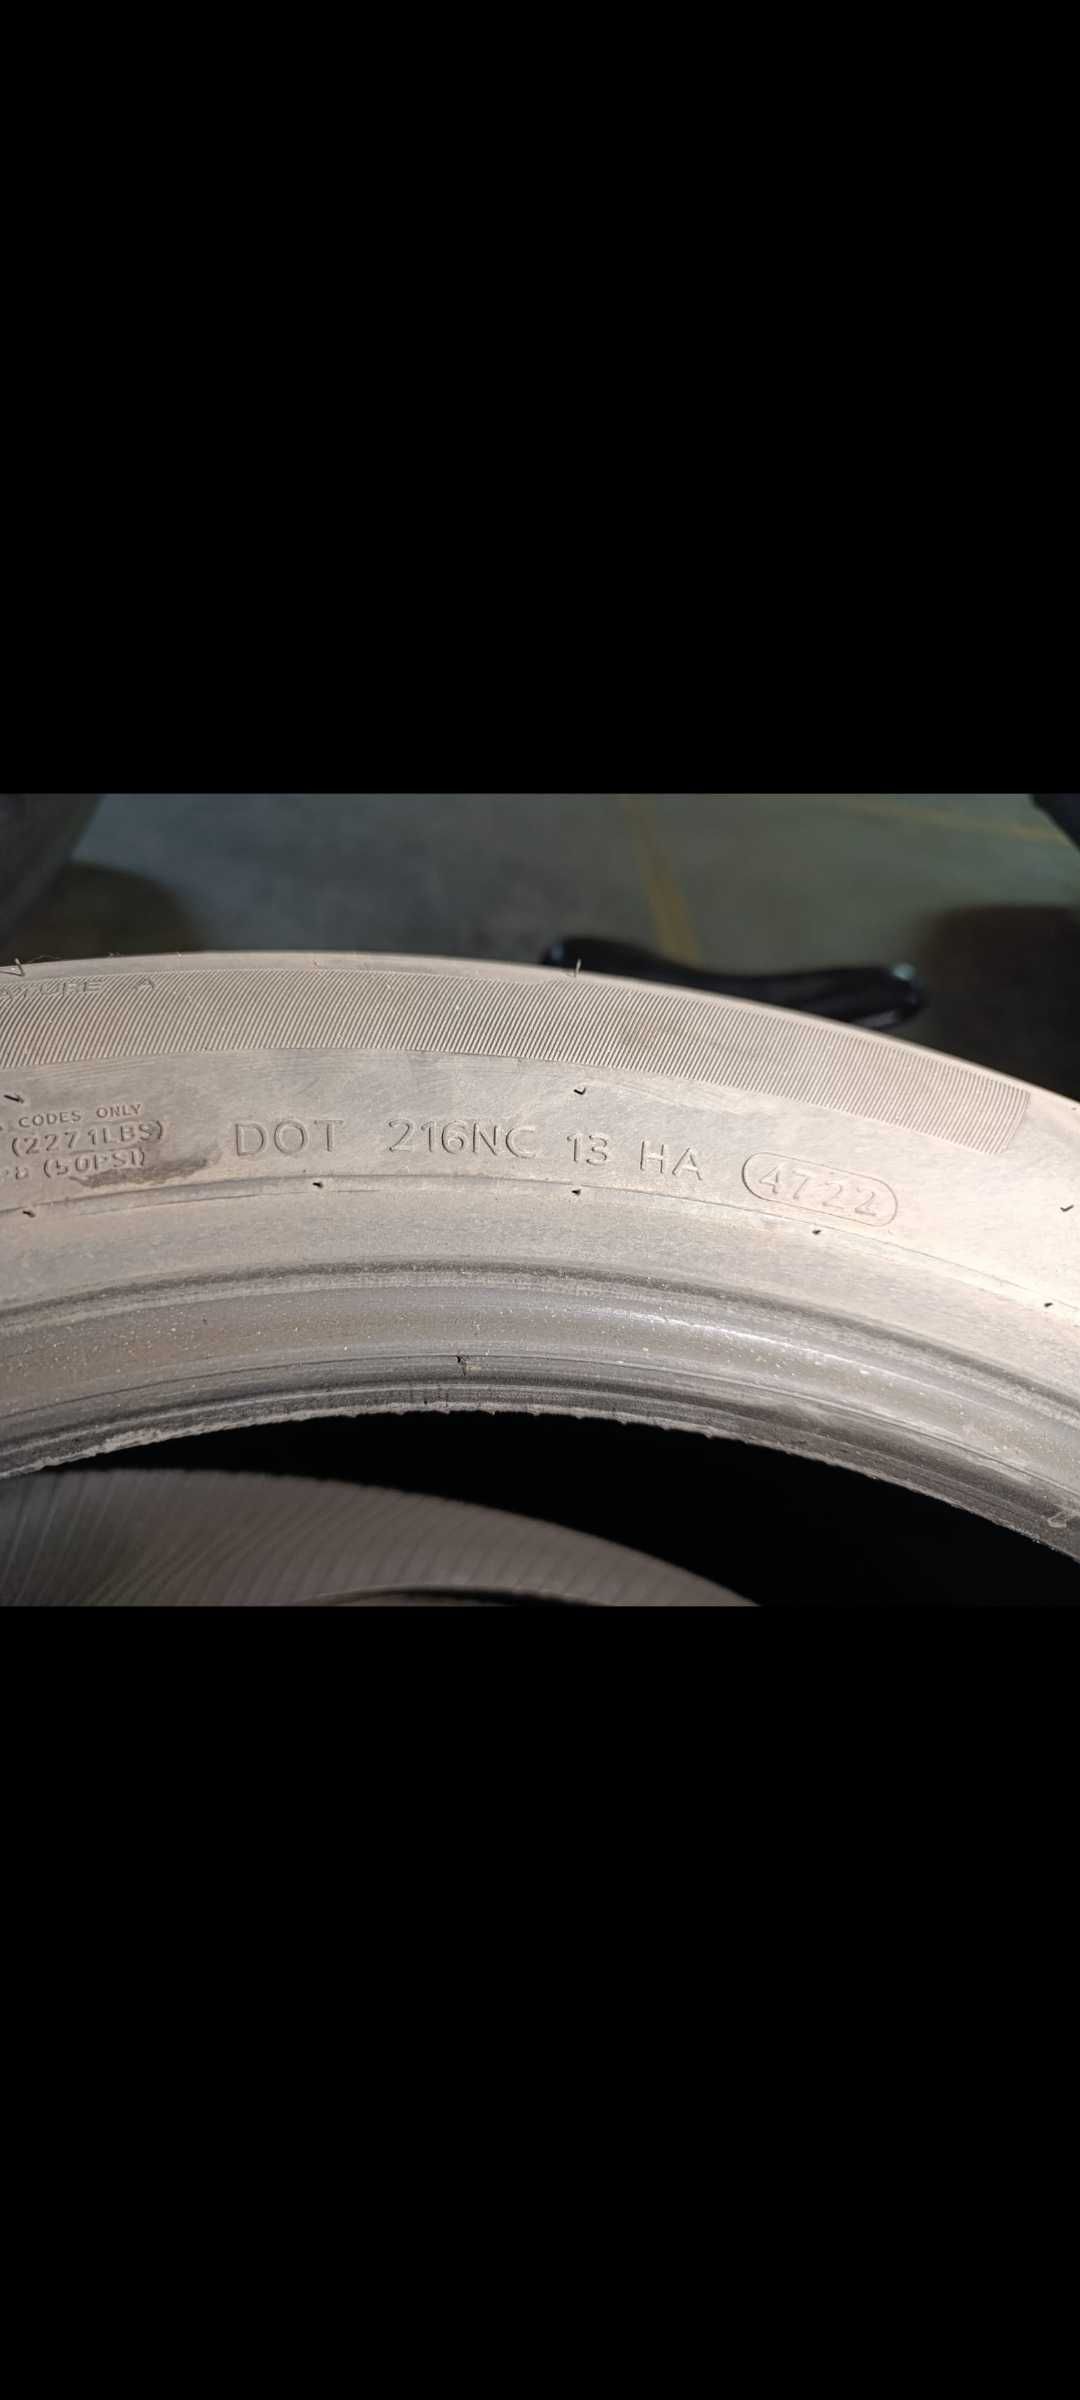 A
CODES ONLY
(2271LBS)
(50PSI)
DOT 216NC 13 HA 4722